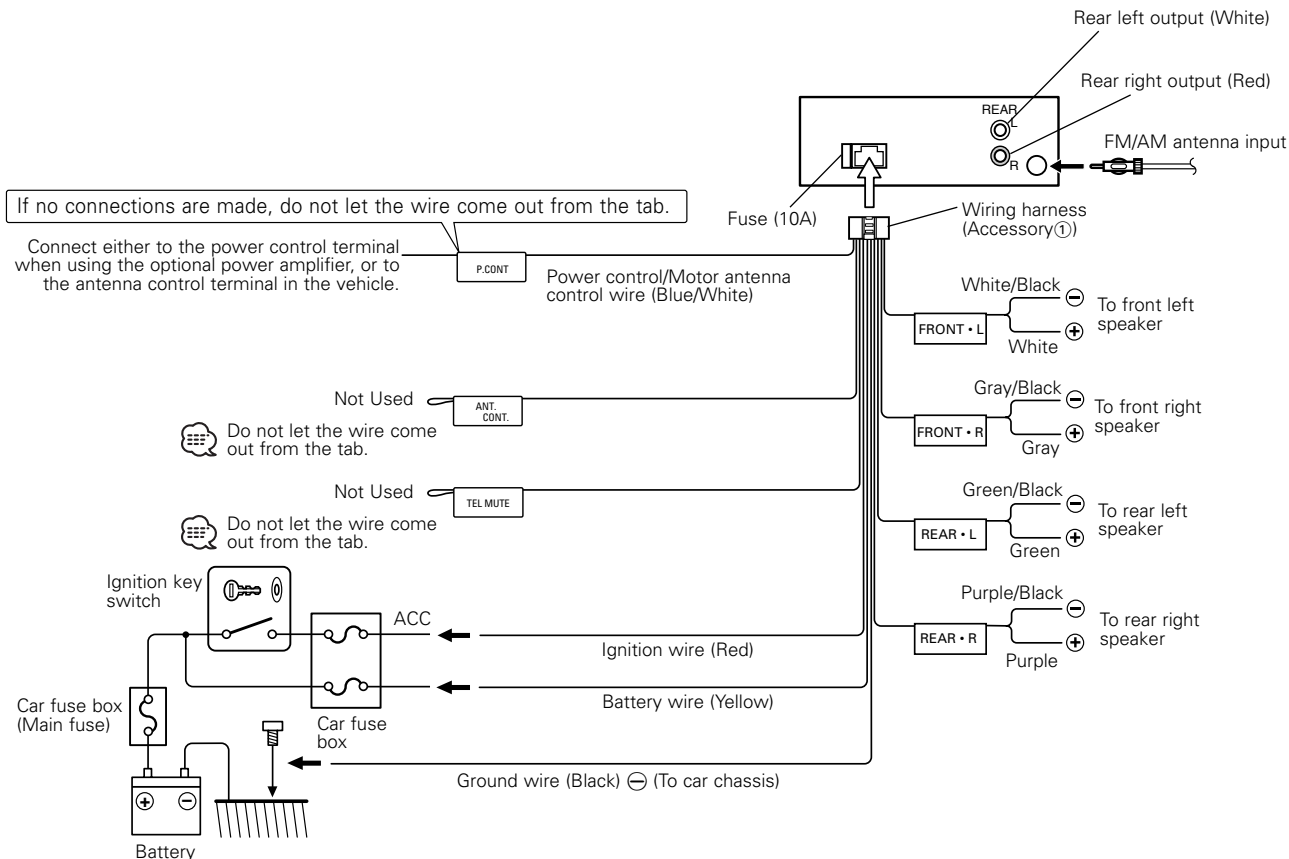 Rear left output (White)
Rear right output (Red)
REAR
L
R
FM/AM antenna input
If no connections are made, do not let the wire come out from the tab.
Fuse (10A)
Wiring harness
(Accessory①)
Connect either to the power control terminal
when using the optional power amplifier, or to
the antenna control terminal in the vehicle.
P.CONT
Power control/Motor antenna
control wire (Blue/White)
White/Black
⊖
To front left
speaker
FRONT • L
⊕
White
Not Used
ANT.
CONT.
Do not let the wire come
out from the tab.
Gray/Black
⊖
To front right
speaker
FRONT • R
⊕
Gray
Not Used
TEL MUTE
Do not let the wire come
out from the tab.
Green/Black
⊖
To rear left
speaker
REAR • L
⊕
Green
Ignition key
switch
ACC
Ignition wire (Red)
Purple/Black
⊖
To rear right
speaker
REAR • R
⊕
Purple
Battery wire (Yellow)
Car fuse box
(Main fuse)
Car fuse
box
Ground wire (Black) ⊖ (To car chassis)
⊕ ⊖
Battery